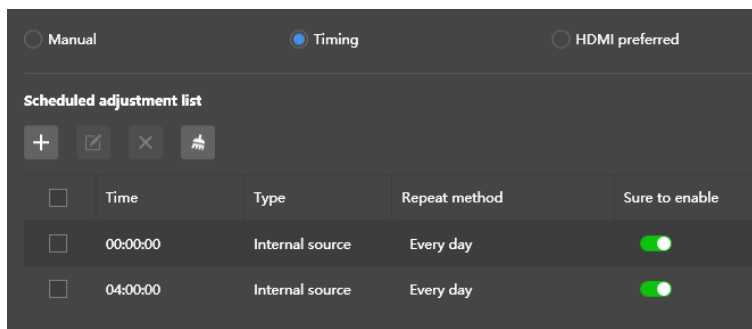 Manual Timing HDMI preferred
Scheduled adjustment list
Time Type Repeat method Sure to enable
00:00:00 Internal source Every day
04:00:00 Internal source Every day